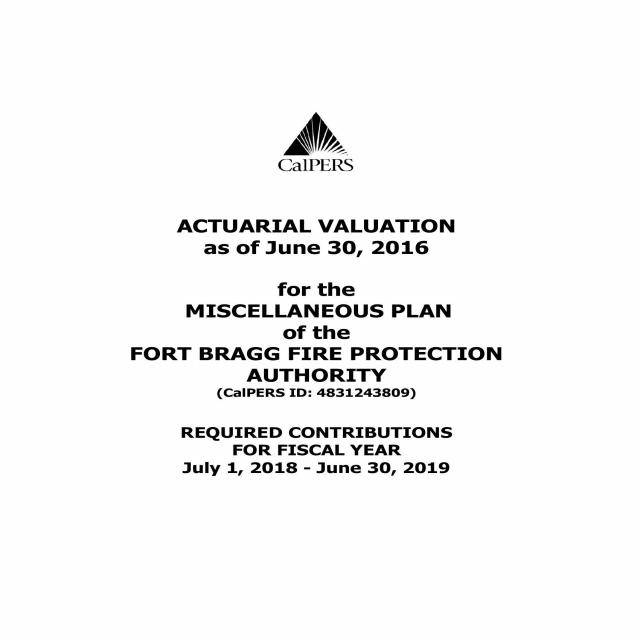 CalPERS
ACTUARIAL VALUATION
as of June 30, 2016
for the
MISCELLANEOUS PLAN
of the
FORT BRAGG FIRE PROTECTION
AUTHORITY
(CalPERS ID: 4831243809)
REQUIRED CONTRIBUTIONS
FOR FISCAL YEAR
July 1, 2018 - June 30, 2019